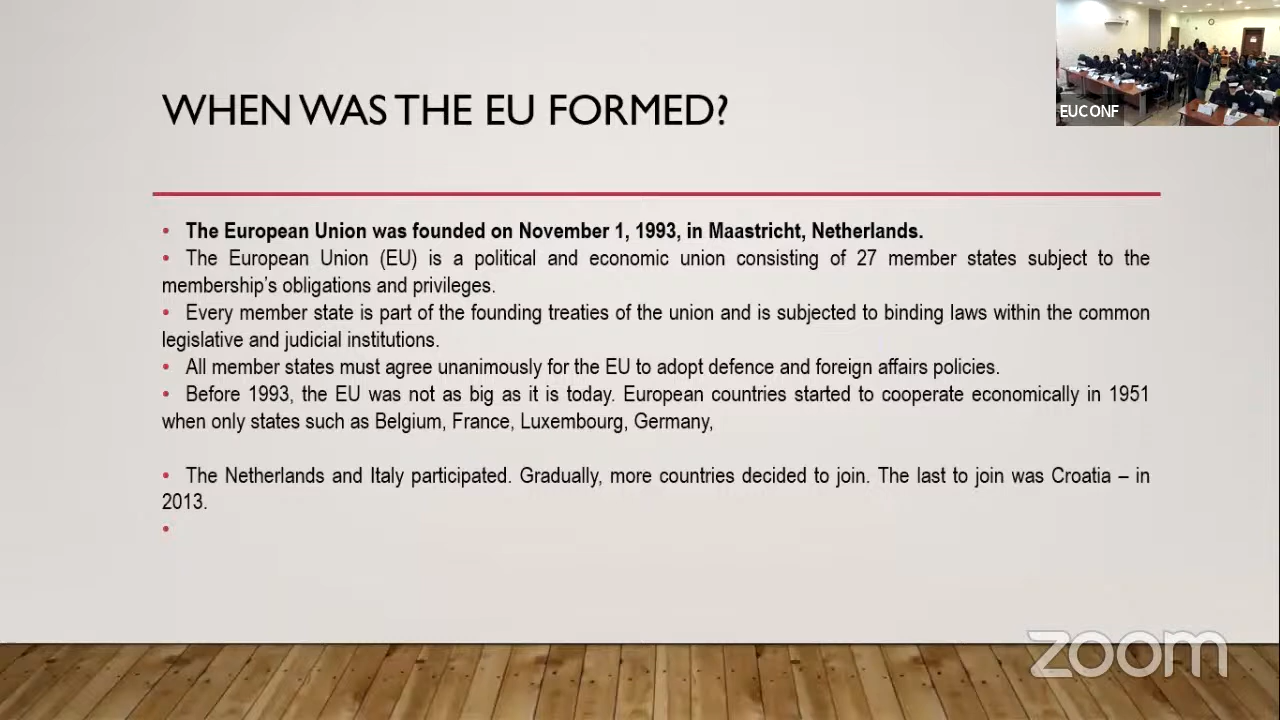 WHEN WAS THE EU FORMED?
EUCONF
• The European Union was founded on November 1, 1993, in Maastricht, Netherlands.
• The European Union (EU) is a political and economic union consisting of 27 member states subject to the
membership's obligations and privileges.
• Every member state is part of the founding treaties of the union and is subjected to binding laws within the common
legislative and judicial institutions.
• All member states must agree unanimously for the EU to adopt defence and foreign affairs policies.
• Before 1993, the EU was not as big as it is today. European countries started to cooperate economically in 1951
when only states such as Belgium, France, Luxembourg, Germany,
• The Netherlands and Italy participated. Gradually, more countries decided to join. The last to join was Croatia – in
2013.
•
zoom